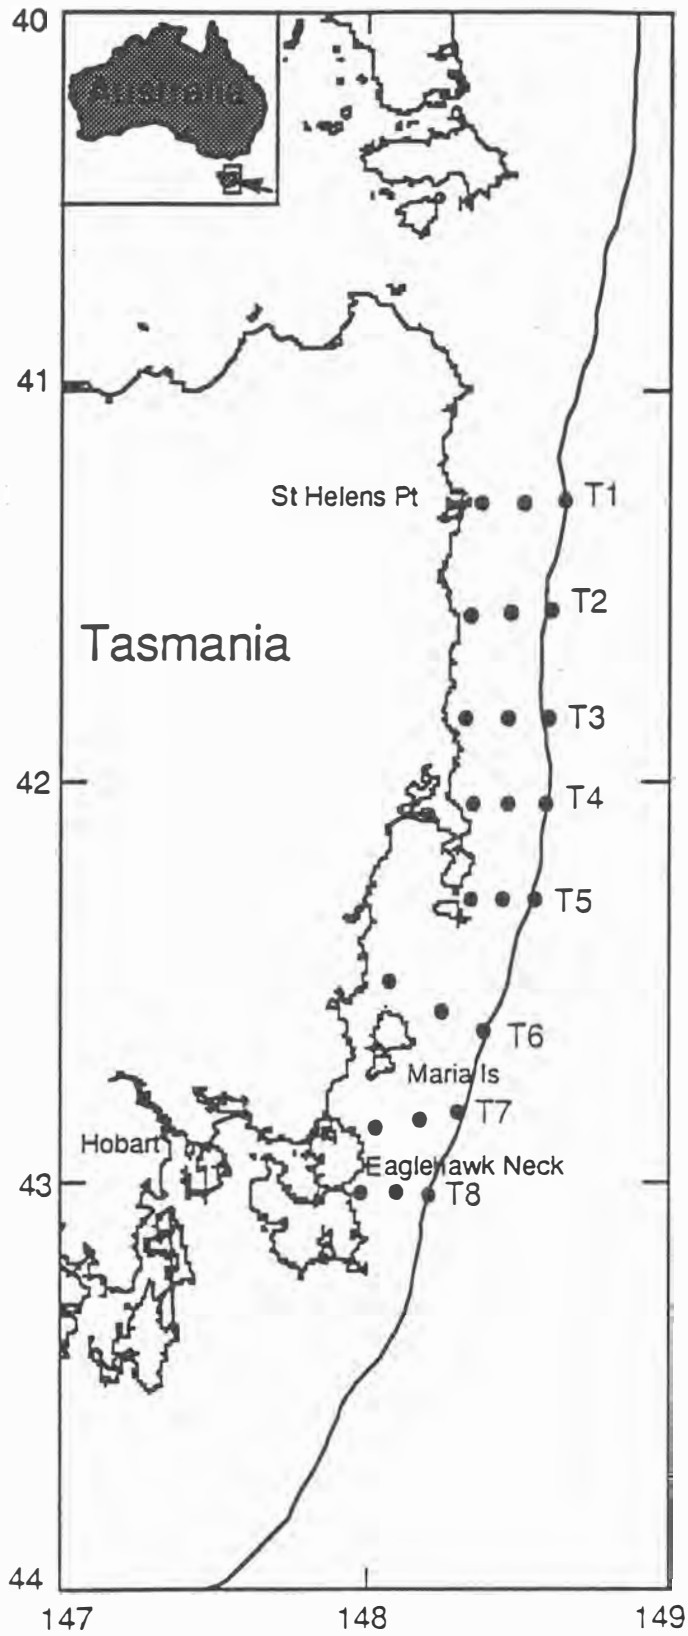 40
Australia
41
St Helens Pt
T1
T2
Tasmania
T3
42
T4
T5
T6
Maria Is
T7
Hobart
Eaglehawk Neck
43
T8
44
147
148
149